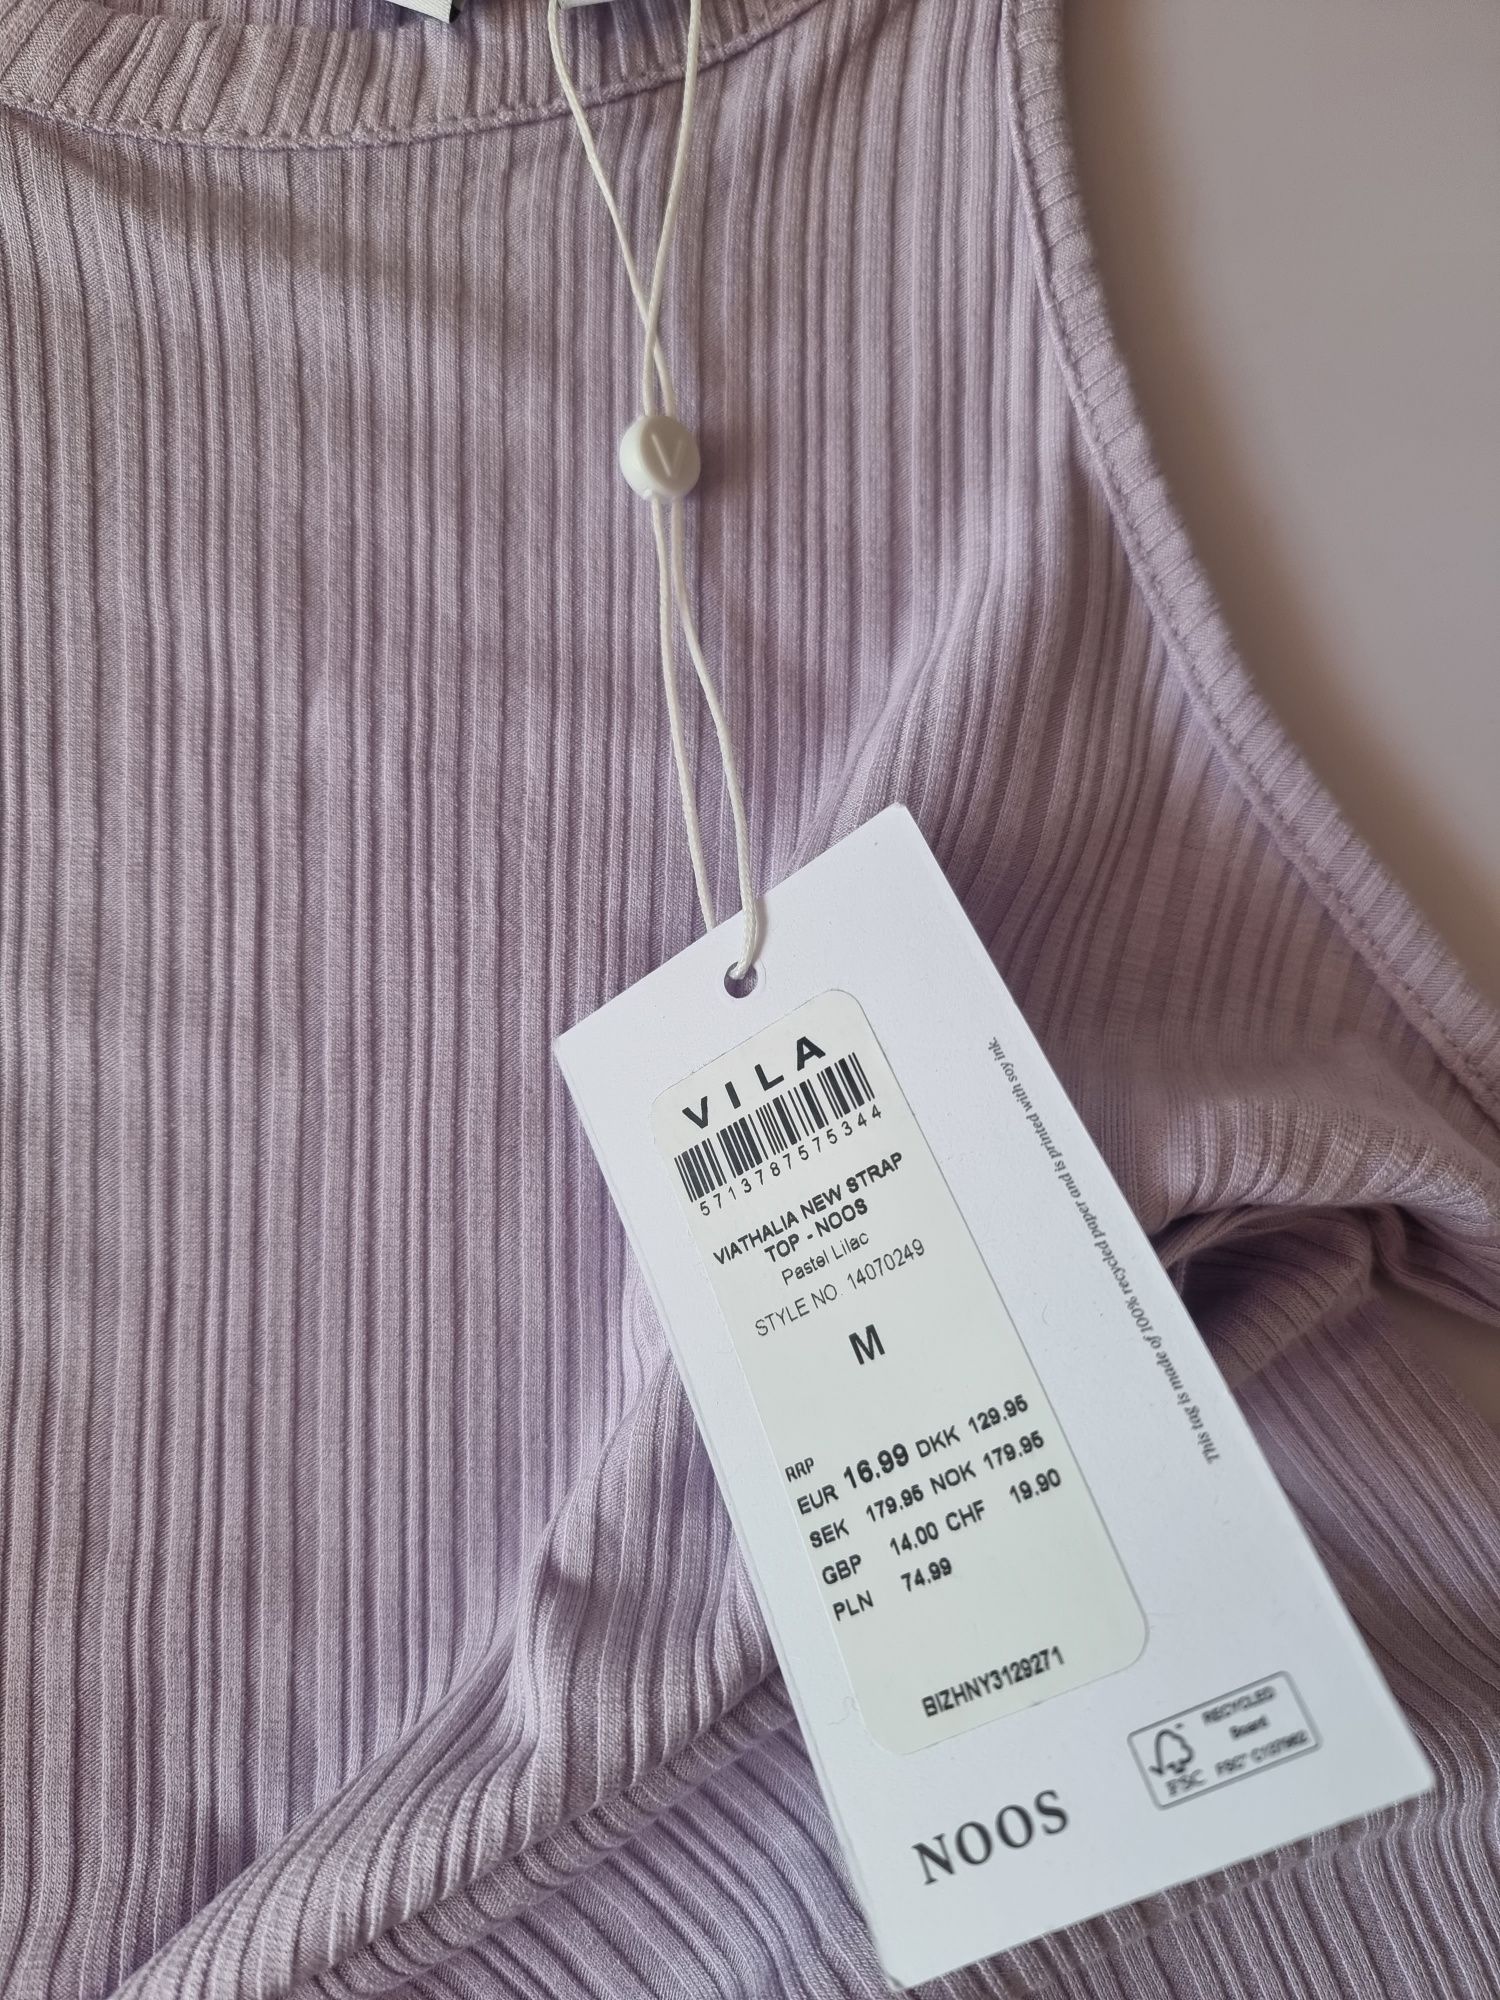 V
VILA
5713787575344
VIATHALIA NEW STRAP
TOP - NOOS
Pastel Lilac
STYLE NO. 14070249
M
RRP
EUR 16.99 DKK 129.95
SEK 179.95 NOK 179.95
GBP 14.00 CHF 19.90
PLN 74.99
BIZHNY3129271
This tag is made of 100% recycled paper and is printed with soy ink.
NOOS
FSC
RECYCLED
Board